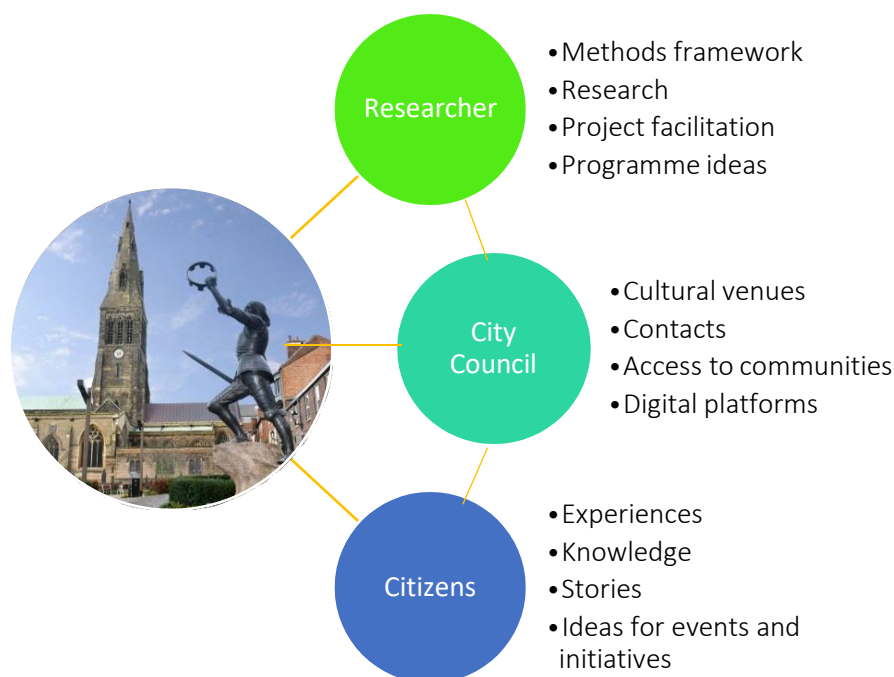 Researcher
•Methods framework
•Research
•Project facilitation
•Programme ideas
City
Council
•Cultural venues
•Contacts
•Access to communities
•Digital platforms
Citizens
•Experiences
•Knowledge
•Stories
•Ideas for events and
initiatives